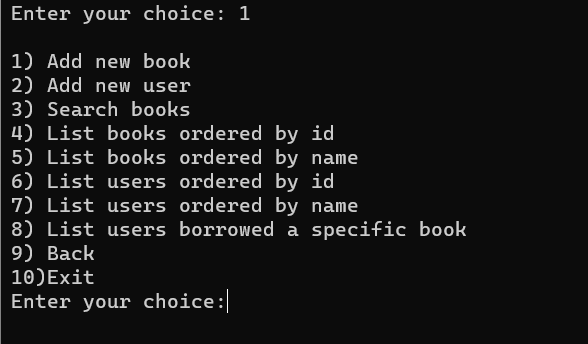 Enter your choice: 1
1) Add new book
2) Add new user
3) Search books
4) List books ordered by id
5) List books ordered by name
6) List users ordered by id
7) List users ordered by name
8) List users borrowed a specific book
9) Back
10)Exit
Enter your choice: